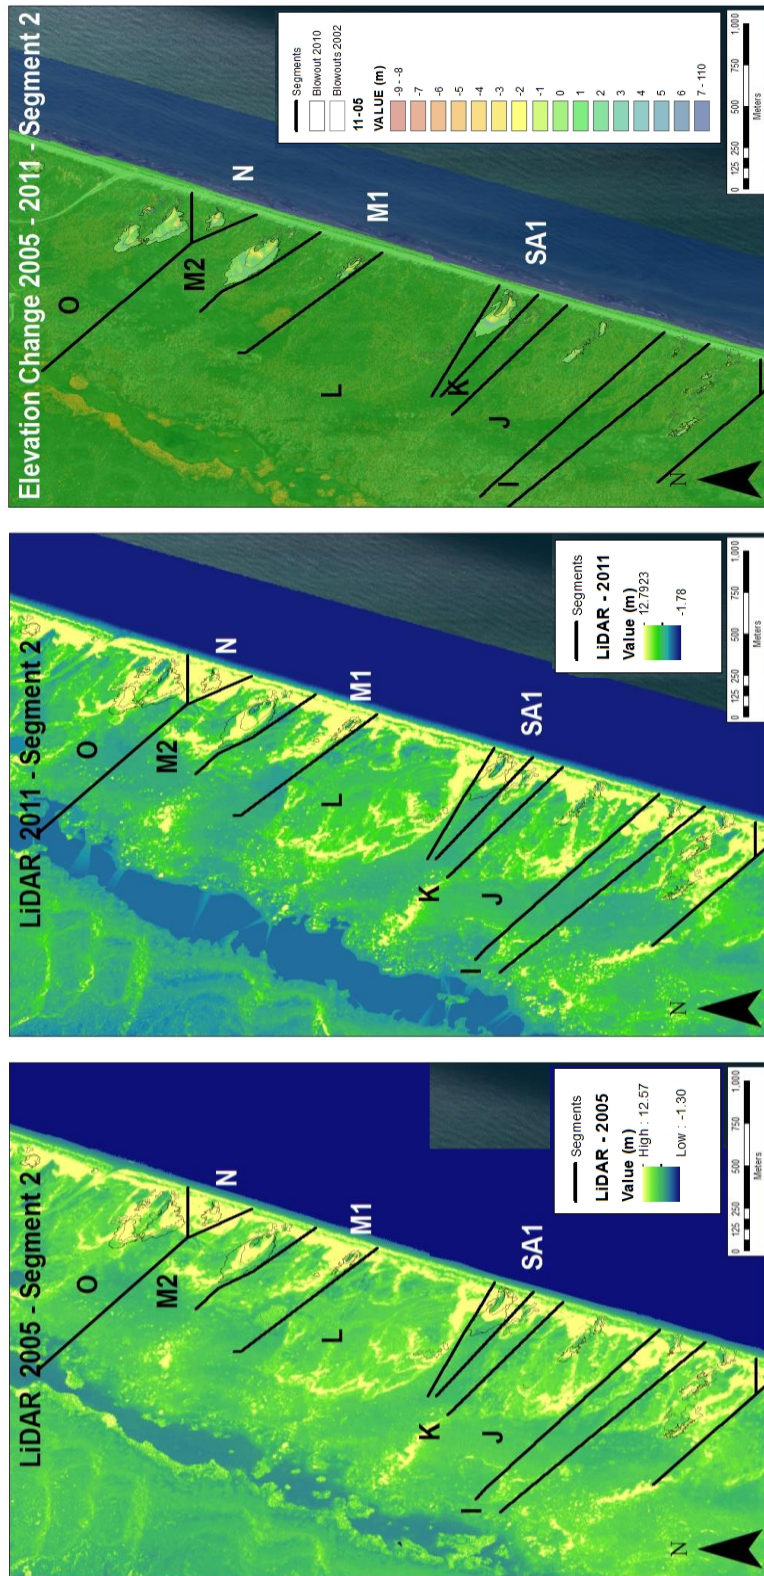 LiDAR 2005 - Segment 2
O
N
M2
M1
L
SA1
K
J
I
N
Segments
LiDAR - 2005
Value (m)
High : 12.57
Low : -1.30
0 125 250 500 750 1,000
Meters
LiDAR 2011 - Segment 2
O
N
M2
M1
L
SA1
K
J
I
N
Segments
LiDAR - 2011
Value (m)
12.7923
-1.78
0 125 250 500 750 1,000
Meters
Elevation Change 2005 - 2011 - Segment 2
O
N
M2
M1
L
SA1
K
J
I
N
Segments
Blowout 2010
Blowouts 2002
11-05
VALUE (m)
-9 - -8
-7
-6
-5
-4
-3
-2
-1
0
1
2
3
4
5
6
7 - 110
0 125 250 500 750 1,000
Meters